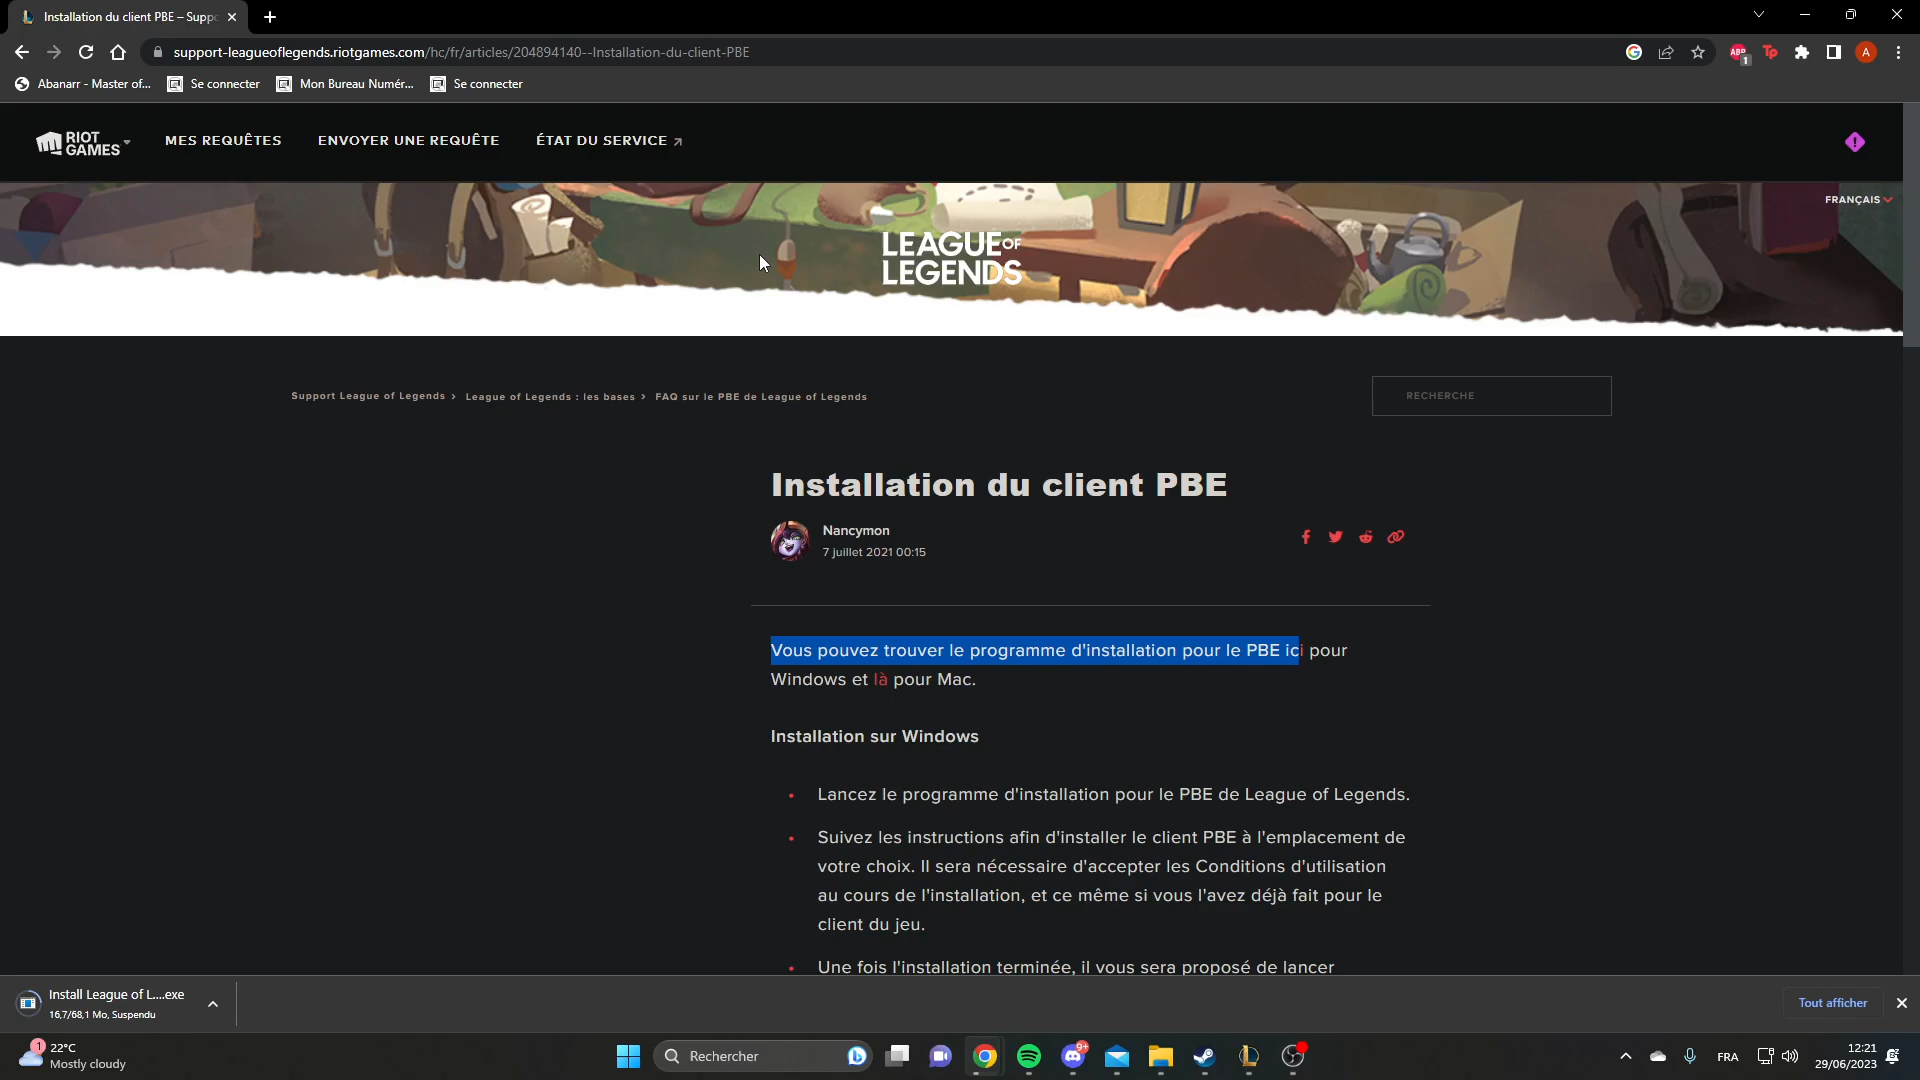 Installation du client PBE – Suppo
support-leagueoflegends.riotgames.com/hc/fr/articles/204894140--Installation-du-client-PBE
ABP
1
Tp
A
Abanarr - Master of...
Se connecter
Mon Bureau Numér...
Se connecter
RIOT GAMES
MES REQUÊTES
ENVOYER UNE REQUÊTE
ÉTAT DU SERVICE
FRANÇAIS
LEAGUE OF
LEGENDS
Support League of Legends > League of Legends : les bases > FAQ sur le PBE de League of Legends
RECHERCHE
Installation du client PBE
Nancymon
7 juillet 2021 00:15
Vous pouvez trouver le programme d'installation pour le PBE ici pour
Windows et là pour Mac.
Installation sur Windows
• Lancez le programme d'installation pour le PBE de League of Legends.
• Suivez les instructions afin d'installer le client PBE à l'emplacement de
votre choix. Il sera nécessaire d'accepter les Conditions d'utilisation
au cours de l'installation, et ce même si vous l'avez déjà fait pour le
client du jeu.
• Une fois l'installation terminée, il vous sera proposé de lancer
Install League of L....exe
16,7/68,1 Mo, Suspendu
Tout afficher
1
22°C
Mostly cloudy
Rechercher
9+
FRA
12:21
29/06/2023